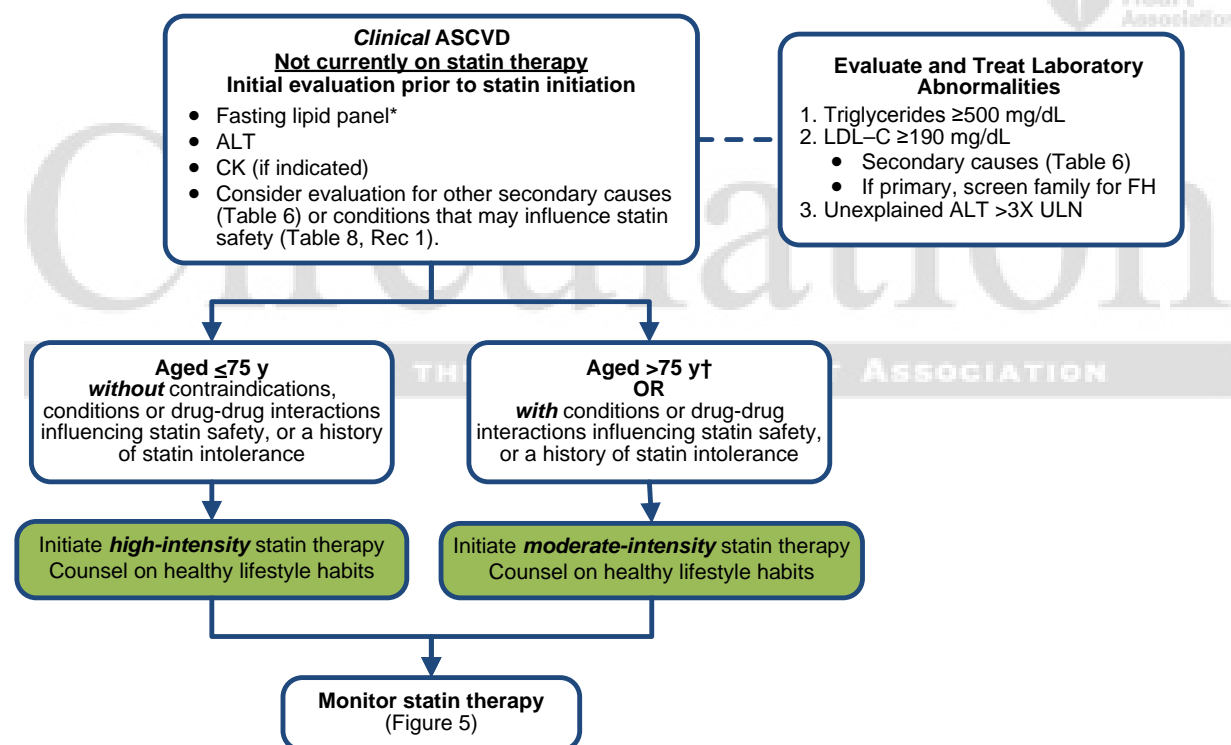 Heart
Association
Clinical ASCVD
Not currently on statin therapy
Initial evaluation prior to statin initiation
• Fasting lipid panel*
• ALT
• CK (if indicated)
• Consider evaluation for other secondary causes
(Table 6) or conditions that may influence statin
safety (Table 8, Rec 1).
Evaluate and Treat Laboratory
Abnormalities
1. Triglycerides ≥500 mg/dL
2. LDL–C ≥190 mg/dL
• Secondary causes (Table 6)
• If primary, screen family for FH
3. Unexplained ALT >3X ULN
Circulation
ASSOCIATION
Aged ≤75 y
without contraindications,
conditions or drug-drug interactions
influencing statin safety, or a history
of statin intolerance
Aged >75 y†
OR
with conditions or drug-drug
interactions influencing statin safety,
or a history of statin intolerance
Initiate high-intensity statin therapy
Counsel on healthy lifestyle habits
Initiate moderate-intensity statin therapy
Counsel on healthy lifestyle habits
Monitor statin therapy
(Figure 5)